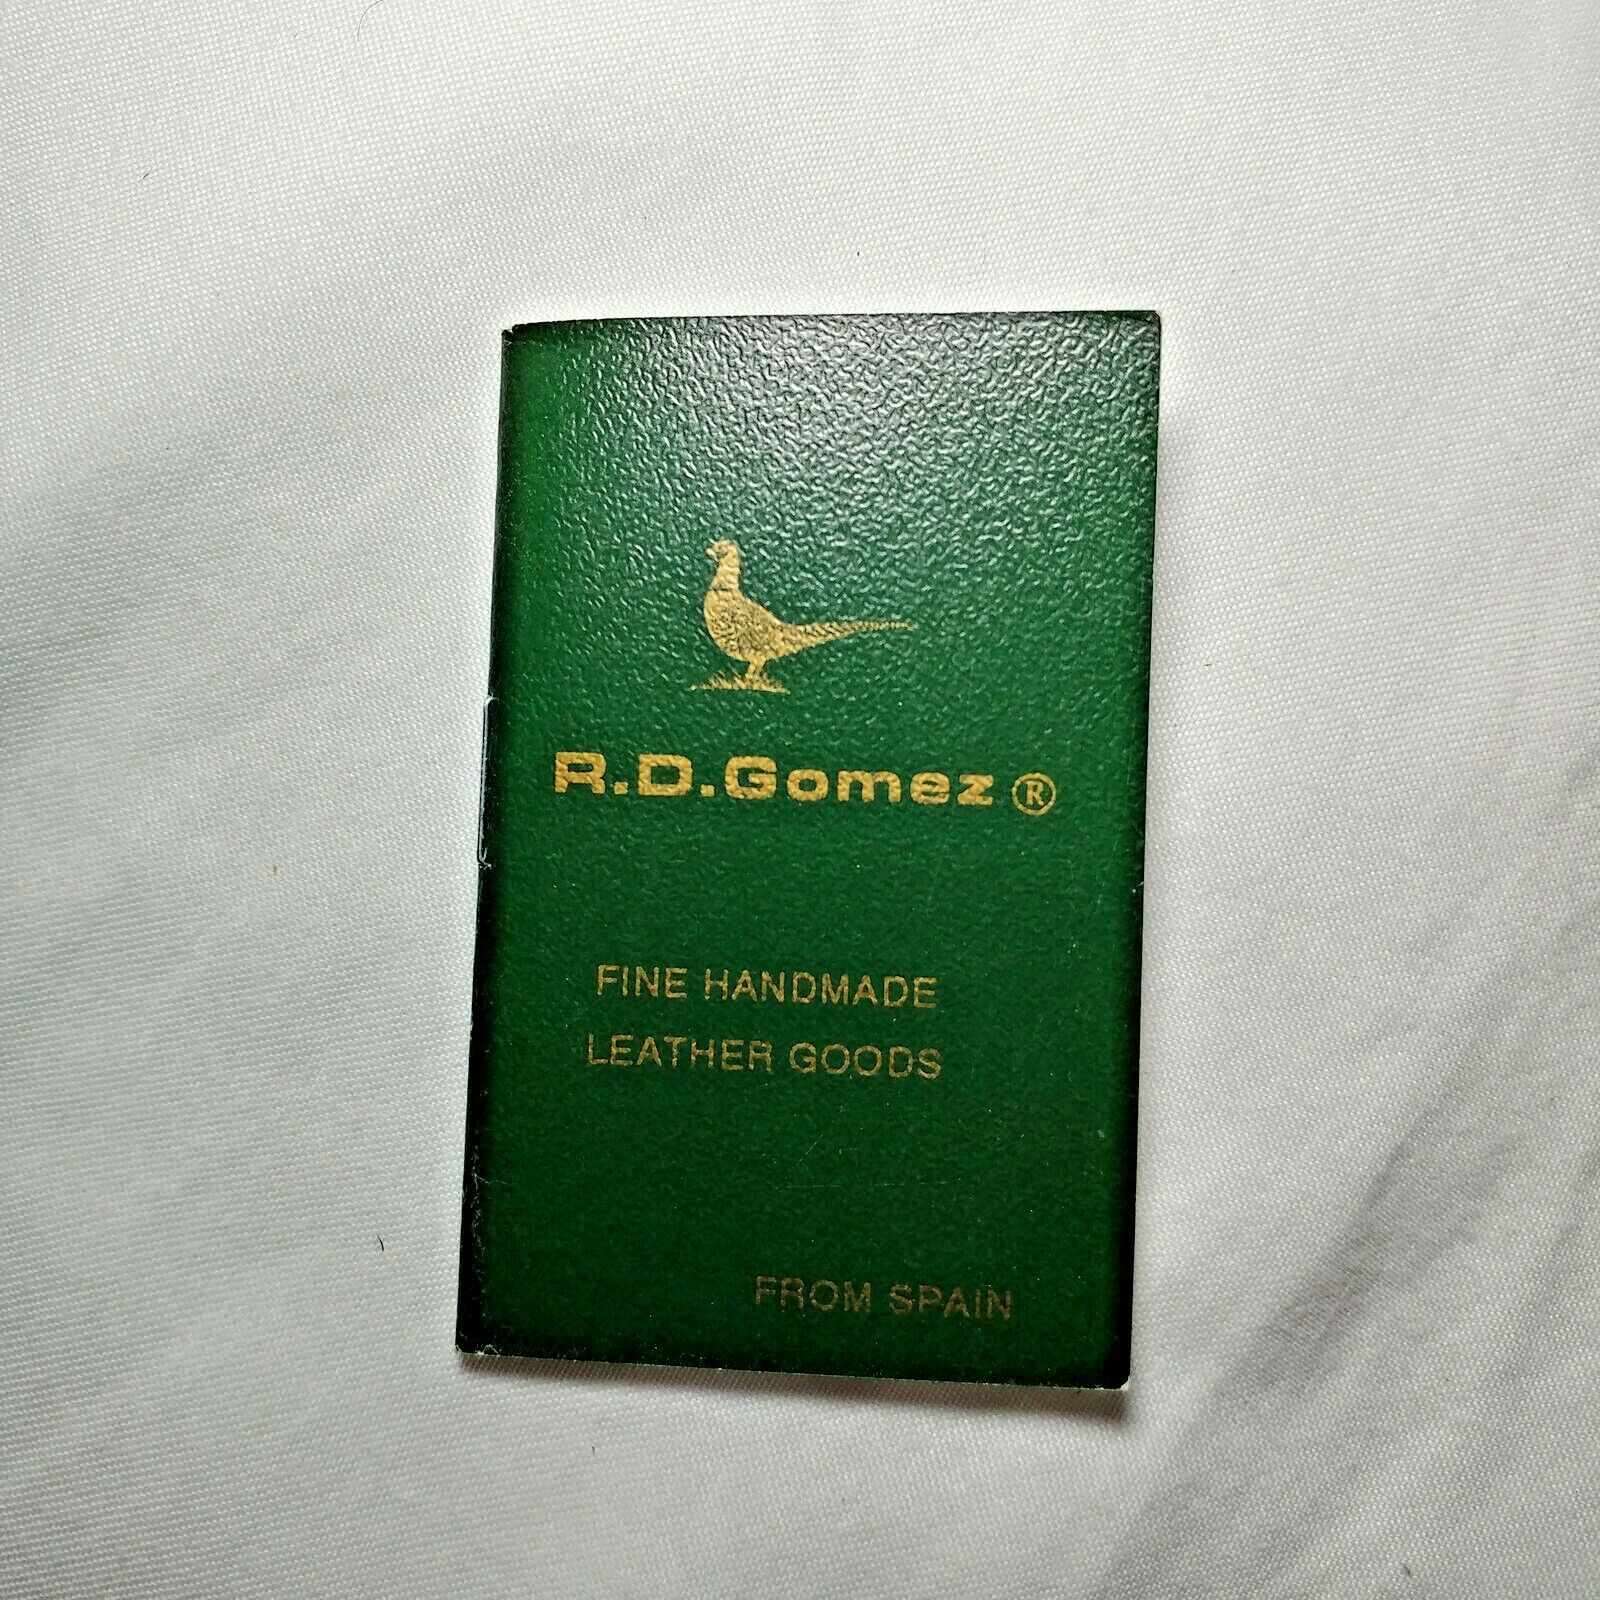 R.D.Gomez ®
FINE HANDMADE
LEATHER GOODS
FROM SPAIN